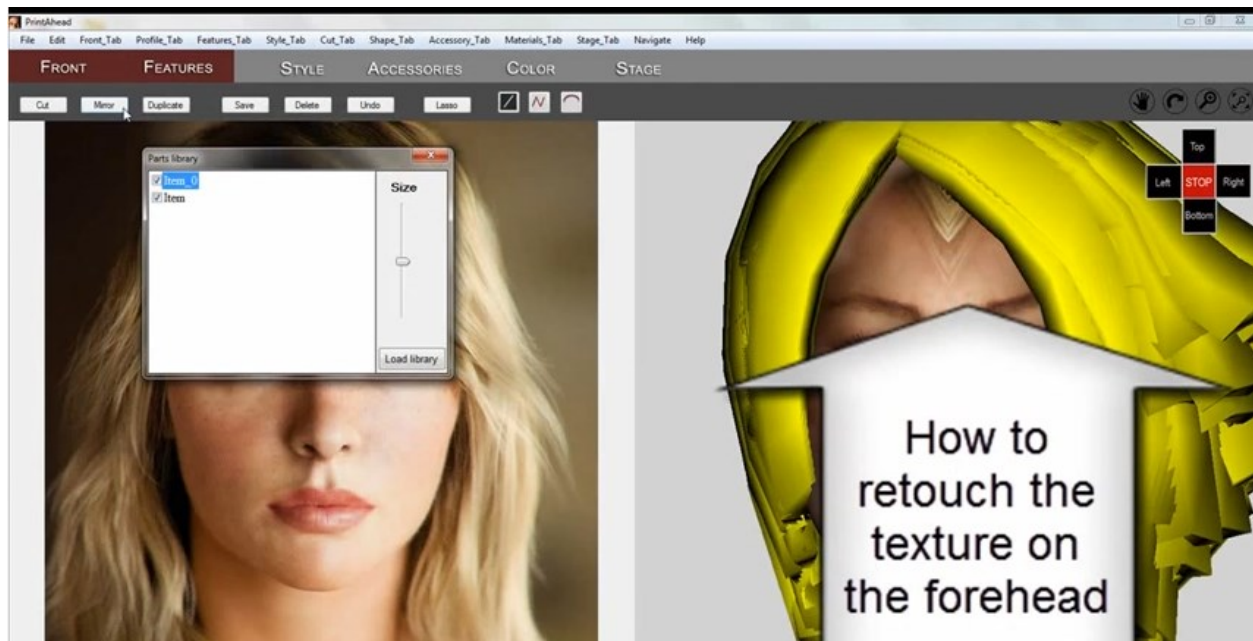 PrintAhead
File Edit Front_Tab Profile_Tab Features_Tab Style_Tab Cut_Tab Shape_Tab Accessory_Tab Materials_Tab Stage_Tab Navigate Help
FRONT FEATURES STYLE ACCESSORIES COLOR STAGE
Cut Mirror Duplicate Save Delete Undo Lasso
Parts library
Item_0
Item
Size
Load library
Top
Left STOP Right
Bottom
How to
retouch the
texture on
the forehead